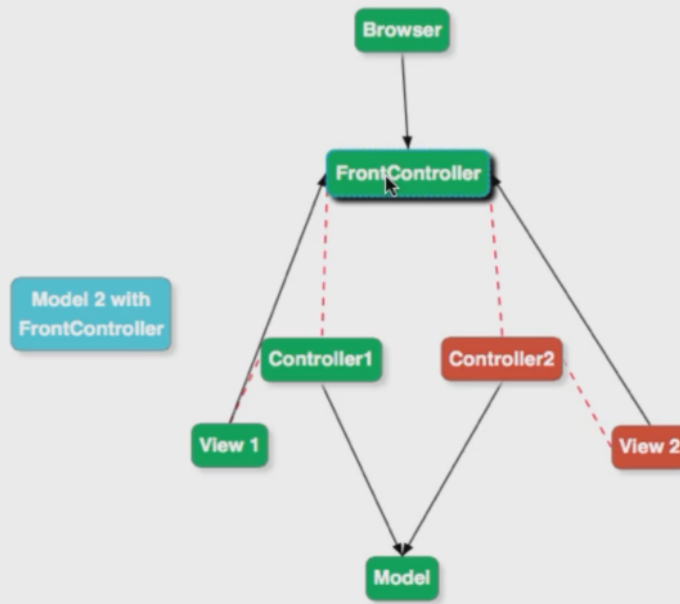 Browser
FrontController
Model 2 with
FrontController
Controller1
Controller2
View 1
View 2
Model